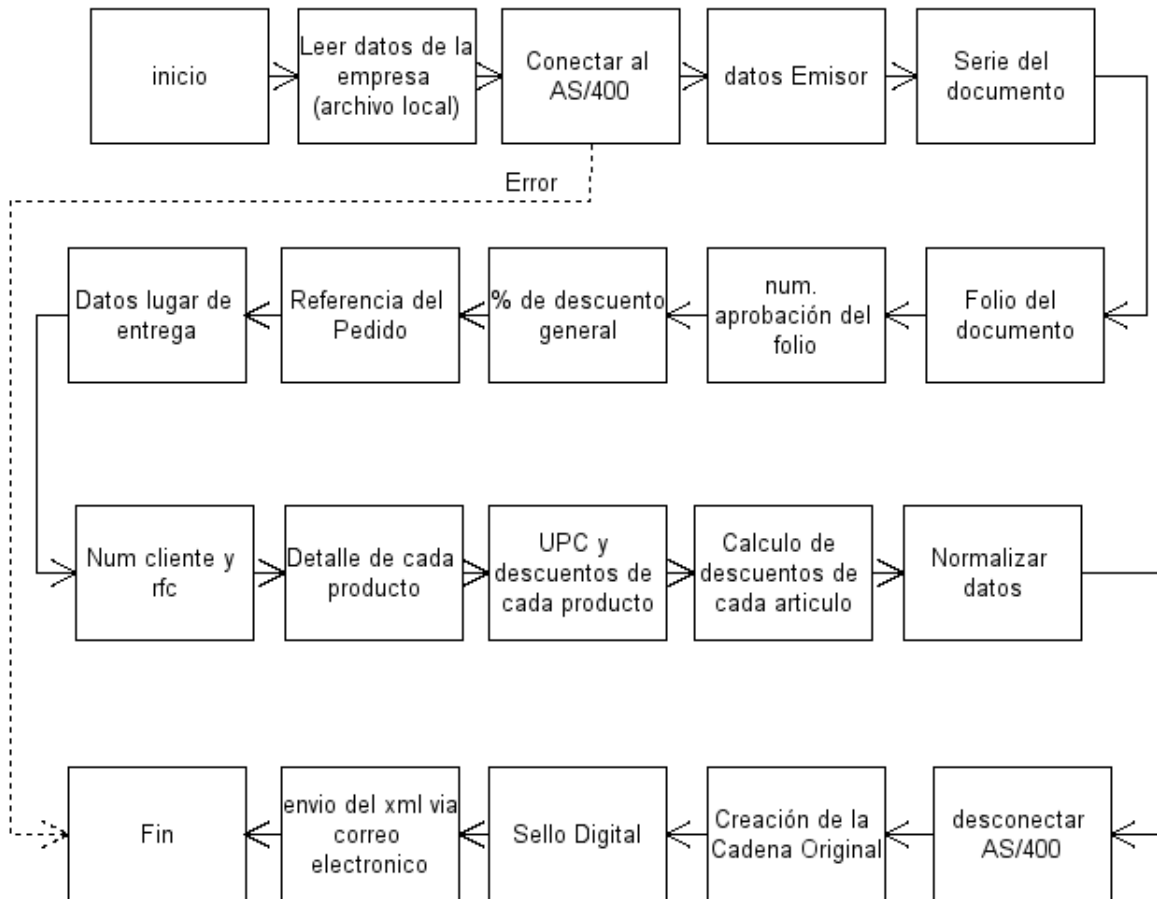 inicio
Leer datos de la
empresa
(archivo local)
Conectar al
AS/400
datos Emisor
Serie del
documento
Error
Folio del
documento
num.
aprobación del
folio
% de descuento
general
Referencia del
Pedido
Datos lugar de
entrega
Num cliente y
rfc
Detalle de cada
producto
UPC y
descuentos de
cada producto
Calculo de
descuentos de
cada articulo
Normalizar
datos
desconectar
AS/400
Creación de la
Cadena Original
Sello Digital
envio del xml via
correo
electronico
Fin